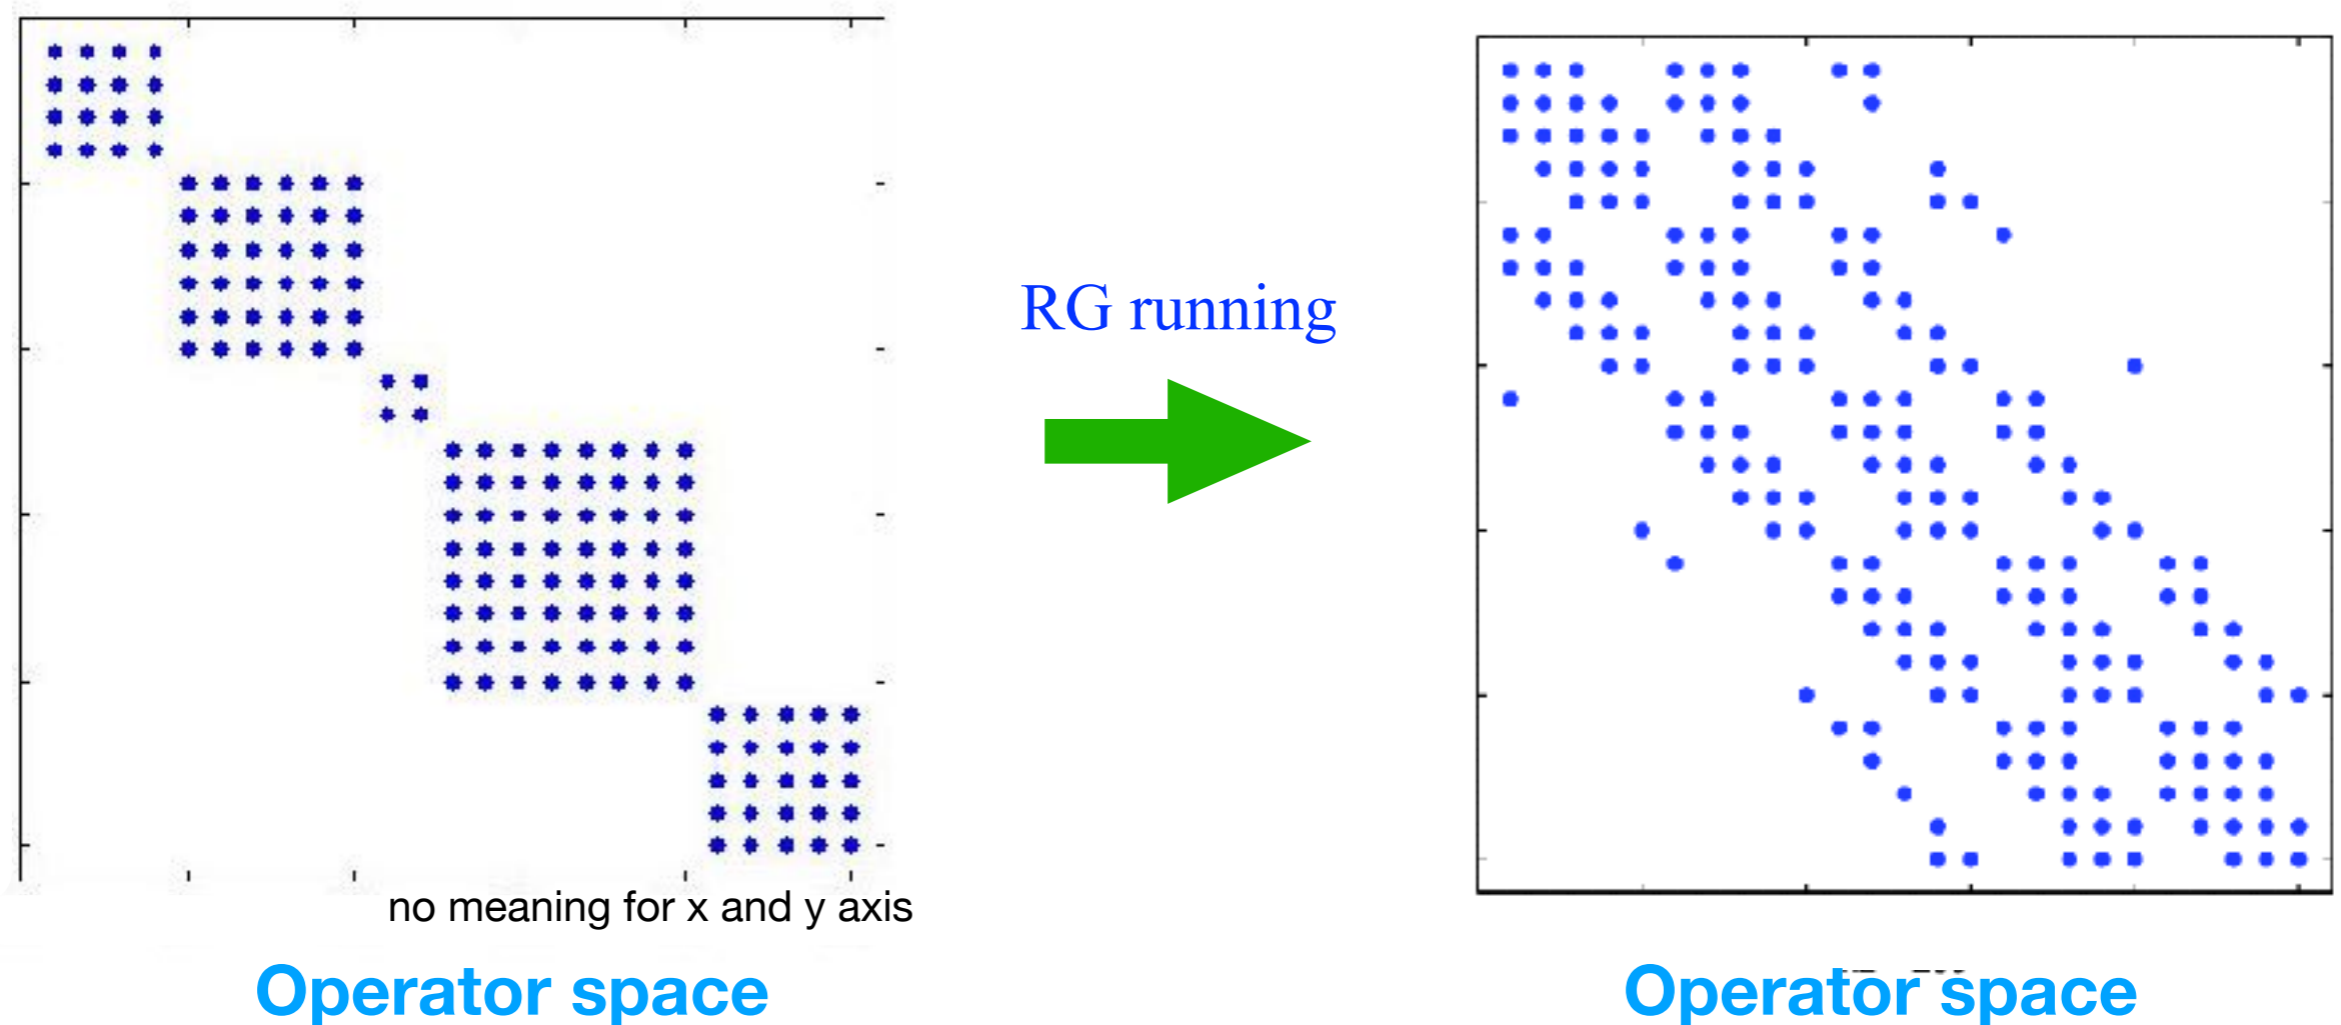 RG running
no meaning for x and y axis
Operator space
Operator space